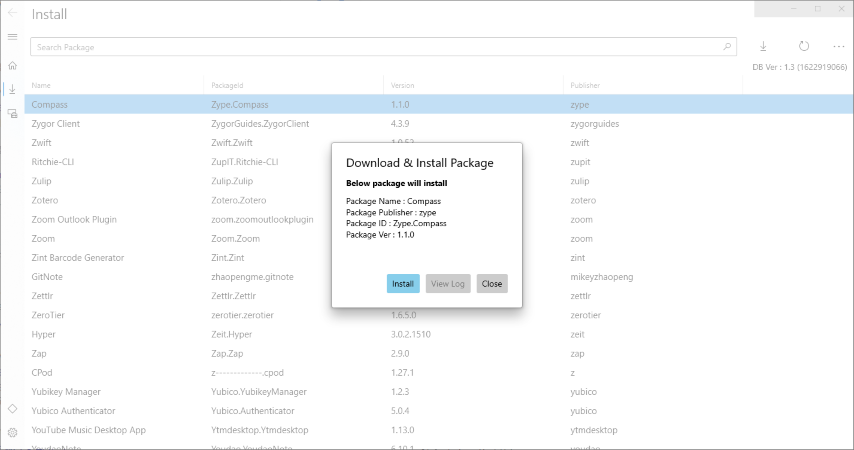 Install
Search Package
DB Ver : 1.3 (1622919066)
Name PackageId Version Publisher
Compass Zype.Compass 1.1.0 zype
Zygor Client ZygorGuides.ZygorClient 4.3.9 zygorguides
Zwift Zwift.Zwift zwift
Ritchie-CLI ZupIT.Ritchie-CLI zupit
Zulip Zulip.Zulip zulip
Zotero Zotero.Zotero zotero
Zoom Outlook Plugin zoom.zoomoutlookplugin zoom
Zoom Zoom.Zoom zoom
Zint Barcode Generator Zint.Zint zint
GitNote zhaopengme.gitnote mikeyzhaopeng
Zettlr Zettlr.Zettlr zettlr
ZeroTier zerotier.zerotier 1.6.5.0 zerotier
Hyper Zeit.Hyper 3.0.2.1510 zeit
Zap Zap.Zap 2.9.0 zap
CPod z-------------.cpod 1.27.1 z
Yubikey Manager Yubico.YubikeyManager 1.2.3 yubico
Yubico Authenticator Yubico.Authenticator 5.0.4 yubico
YouTube Music Desktop App Ytmdesktop.Ytmdesktop 1.13.0 ytmdesktop
Download & Install Package
Below package will install
Package Name : Compass
Package Publisher : zype
Package ID : Zype.Compass
Package Ver : 1.1.0
Install View Log Close